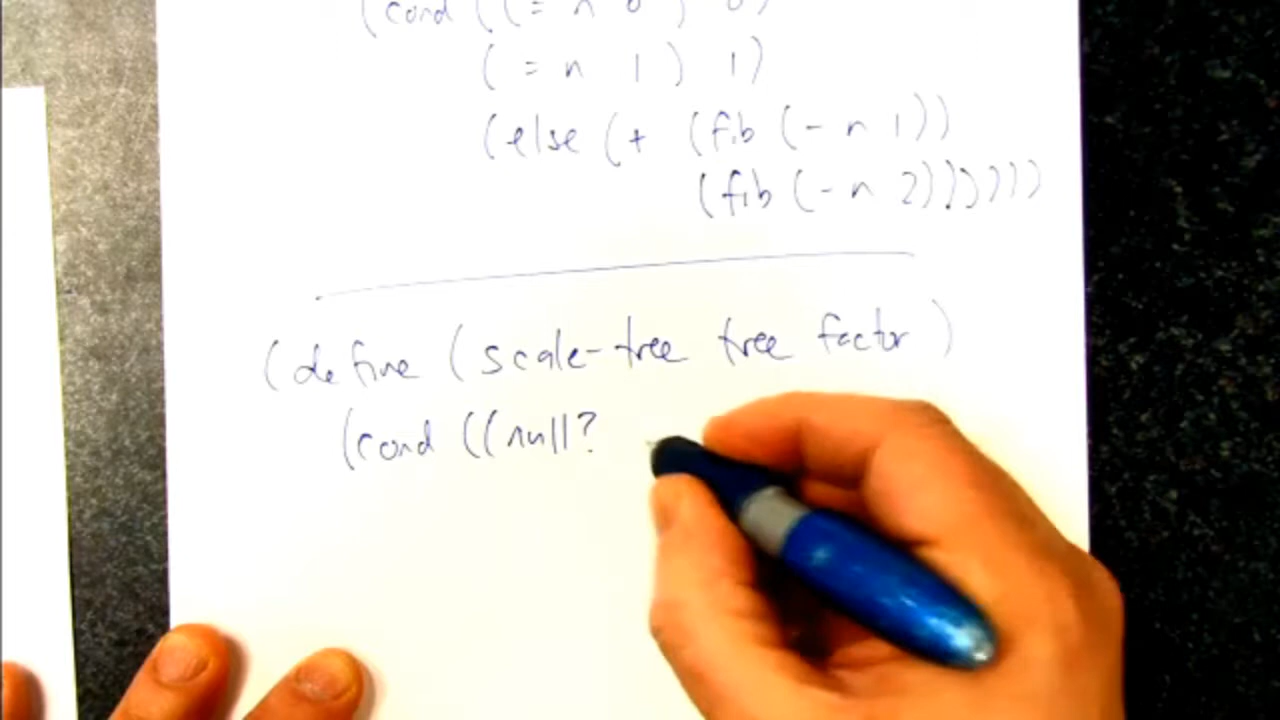 (cond ((= n 0) 0)
(= n 1) 1)
(else (+ (fib (- n 1))
(fib (- n 2))))))
(define (scale-tree tree factor)
(cond ((null?